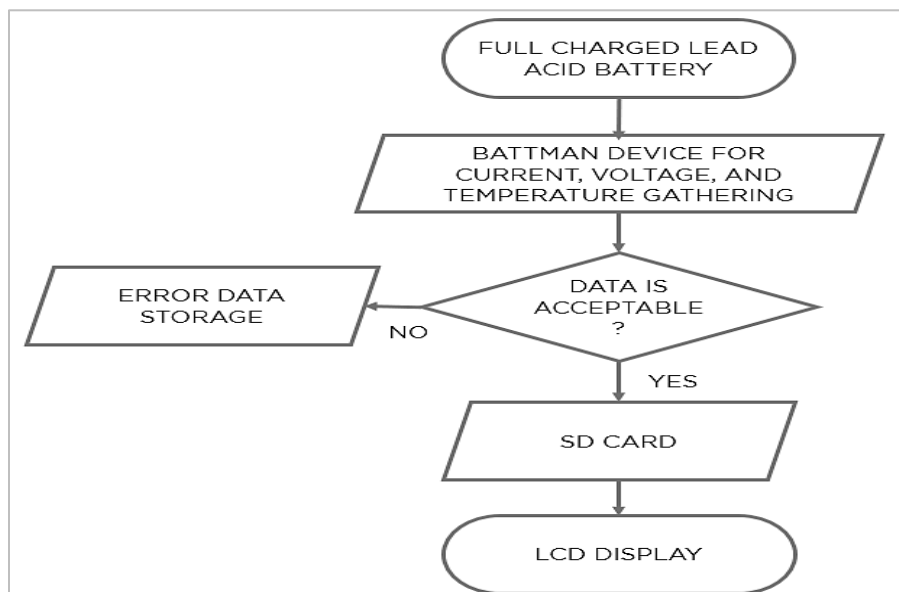 FULL CHARGED LEAD
ACID BATTERY
BATTMAN DEVICE FOR
CURRENT, VOLTAGE, AND
TEMPERATURE GATHERING
DATA IS
ACCEPTABLE
?
ERROR DATA
STORAGE
NO
YES
SD CARD
LCD DISPLAY